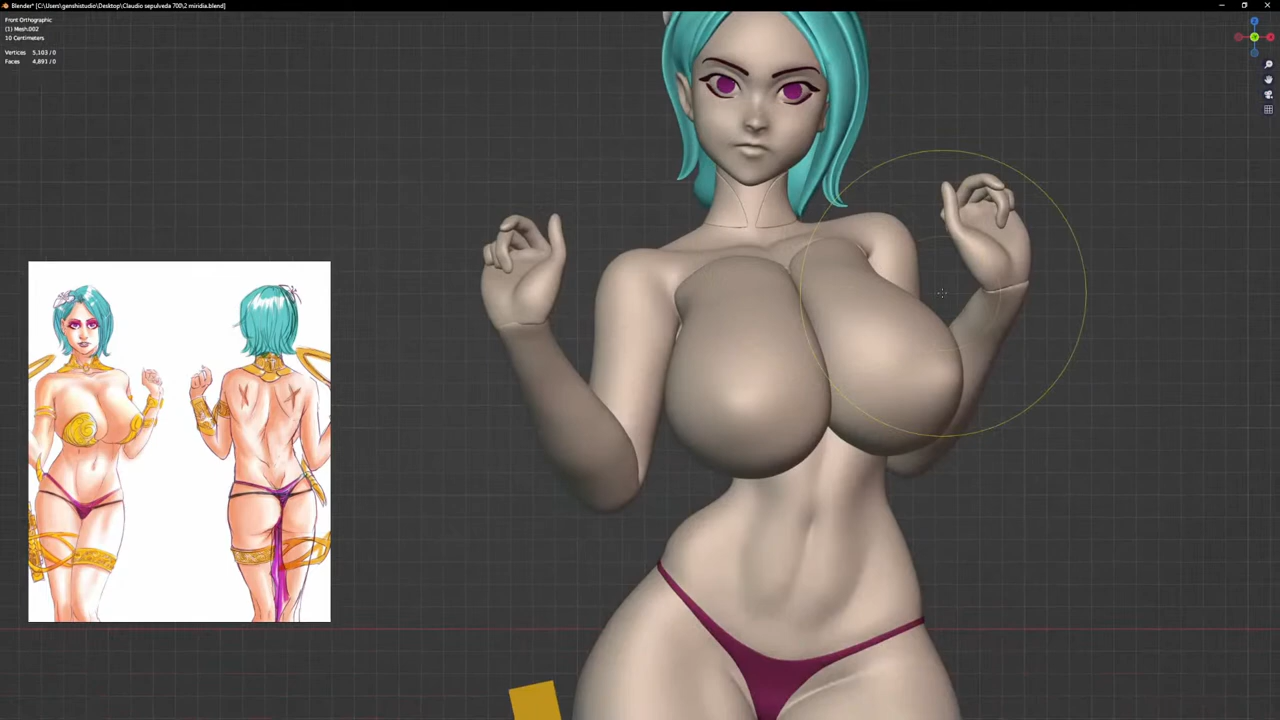 Blender* [C:\Users\genshistudio\Desktop\Claudio sepulveda 700\2 miridia.blend]
Front Orthographic
(1) Mesh.002
10 Centimeters
Vertices 5,103/0
Faces 4,891/0